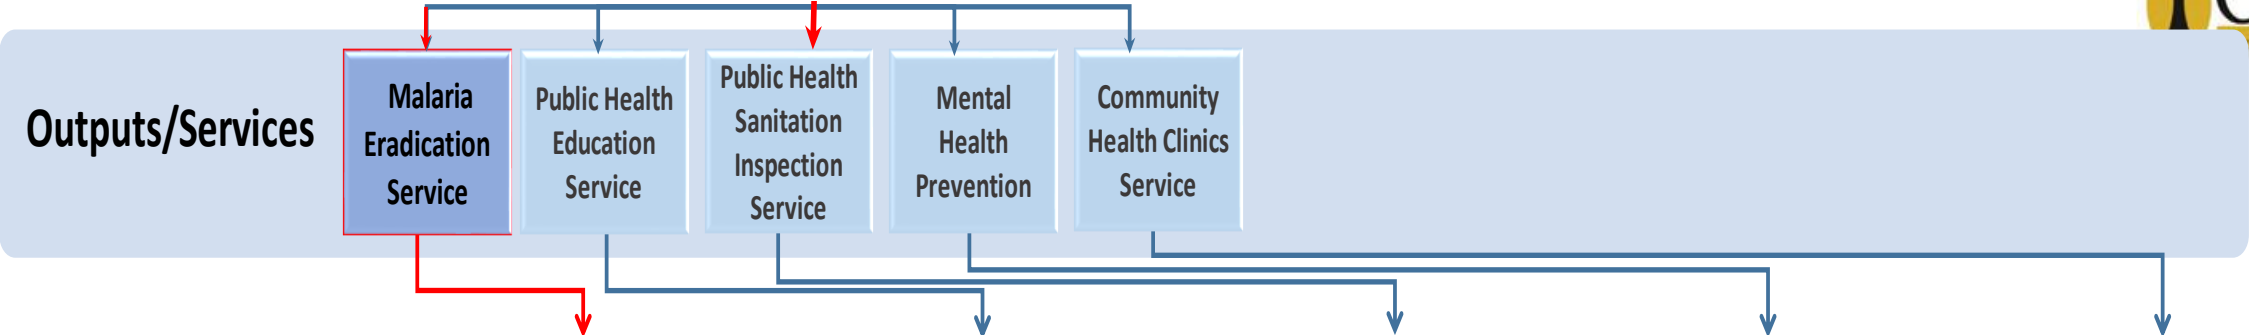 Outputs/Services
Malaria
Eradication
Service
Public Health
Education
Service
Public Health
Sanitation
Inspection
Service
Mental
Health
Prevention
Community
Health Clinics
Service